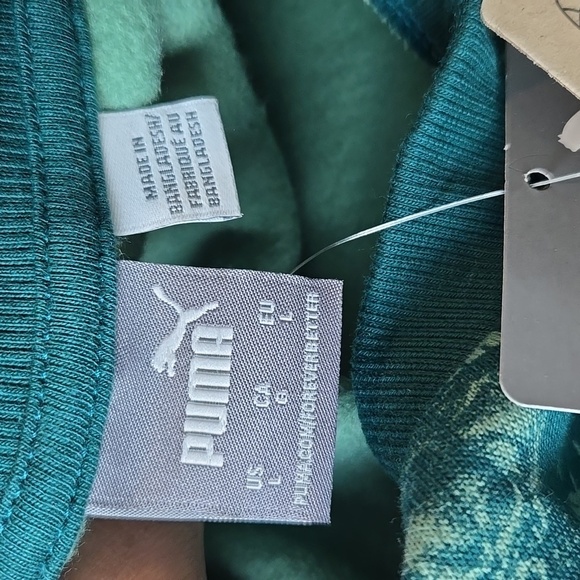 MADE IN
BANGLADESH/
FABRIQUE AU
BANGLADESH
PUMA
US CA EU
L G L
PUMA.COM/FOREVERBETTER